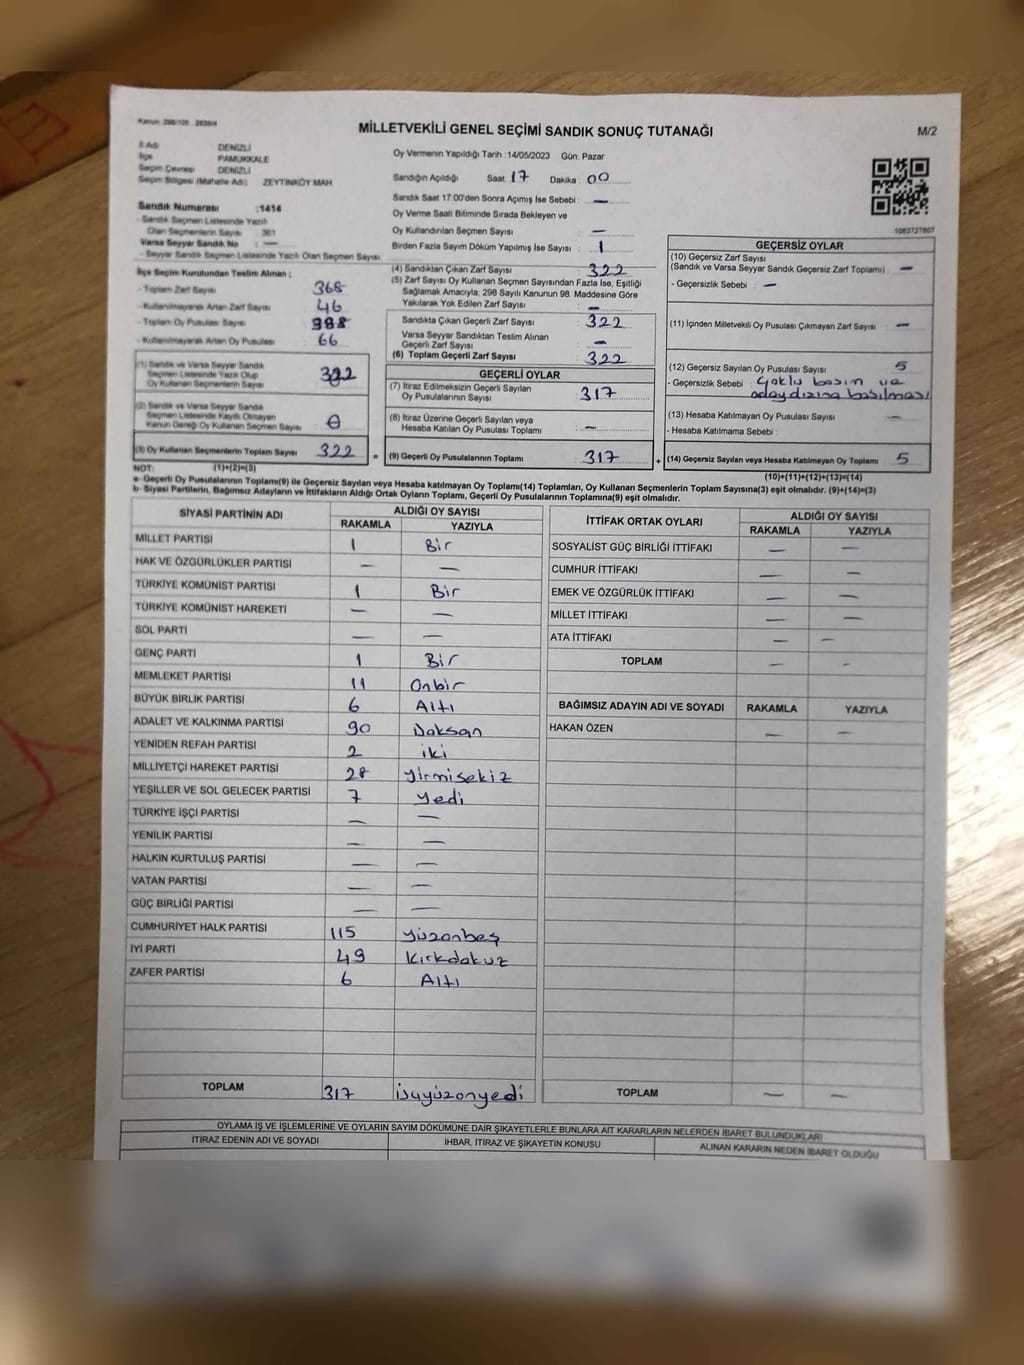 Kanun: 298/105 , 2839/4
MİLLETVEKİLİ GENEL SEÇİMİ SANDIK SONUÇ TUTANAĞI
M/2
İl Adı DENİZLİ
İlçe PAMUKKALE
Seçim Çevresi DENİZLİ
Seçim Bölgesi (Mahalle Adı) ZEYTİNKÖY MAH
Sandık Numarası :1414
- Sandık Seçmen Listesinde Yazılı
Olan Seçmenlerin Sayısı 361
Varsa Seyyar Sandık No : —
- Seyyar Sandık Seçmen Listesinde Yazılı Olan Seçmen Sayısı
Oy Vermenin Yapıldığı Tarih :14/05/2023 Gün: Pazar
Sandığın Açıldığı Saat 17 Dakika : 00
Sandık Saat 17:00'den Sonra Açımış İse Sebebi : —
Oy Verme Saati Bitiminde Sırada Bekleyen ve
Oy Kullandırılan Seçmen Sayısı : —
Birden Fazla Sayım Döküm Yapılmış İse Sayısı : 1
1083727807
İlçe Seçim Kurulundan Teslim Alınan ;
- Toplam Zarf Sayısı 368
- Kullanılmayarak Artan Zarf Sayısı 46
- Toplam Oy Pusulası Sayısı 388
- Kullanılmayarak Artan Oy Pusulası 66
(1) Sandık ve Varsa Seyyar Sandık
Seçmen Listesinde Yazılı Olup
Oy Kullanan Seçmenlerin Sayısı 322
(2) Sandık ve Varsa Seyyar Sandık
Seçmen Listesinde Kayıtlı Olmayan
Kanun Gereği Oy Kullanan Seçmen Sayısı : 0
(3) Oy Kullanan Seçmenlerin Toplam Sayısı 322 =
(4) Sandıktan Çıkan Zarf Sayısı : 322
(5) Zarf Sayısı Oy Kullanan Seçmen Sayısından Fazla İse, Eşitliği
Sağlamak Amacıyla, 298 Sayılı Kanunun 98. Maddesine Göre
Yakılarak Yok Edilen Zarf Sayısı : —
Sandıkta Çıkan Geçerli Zarf Sayısı : 322
Varsa Seyyar Sandıktan Teslim Alınan
Geçerli Zarf Sayısı : —
(6) Toplam Geçerli Zarf Sayısı : 322
GEÇERLİ OYLAR
(7) İtiraz Edilmeksizin Geçerli Sayılan
Oy Pusulalarının Sayısı : 317
(8) İtiraz Üzerine Geçerli Sayılan veya
Hesaba Katılan Oy Pusulası Toplamı : —
(9) Geçerli Oy Pusulalarının Toplamı : 317 +
GEÇERSİZ OYLAR
(10) Geçersiz Zarf Sayısı
(Sandık ve Varsa Seyyar Sandık Geçersiz Zarf Toplamı) : —
- Geçersizlik Sebebi : —
(11) İçinden Milletvekili Oy Pusulası Çıkmayan Zarf Sayısı : —
(12) Geçersiz Sayılan Oy Pusulası Sayısı : 5
- Geçersizlik Sebebi : Çoklu basım ve
aday dızına basılması
(13) Hesaba Katılmayan Oy Pusulası Sayısı : —
- Hesaba Katılmama Sebebi :
(14) Geçersiz Sayılan veya Hesaba Katılmayan Oy Toplamı : 5
NOT: (1)+(2)=(3) (10)+(11)+(12)+(13)=(14)
a- Geçerli Oy Pusulalarının Toplamı(9) ile Geçersiz Sayılan veya Hesaba katılmayan Oy Toplamı(14) Toplamları, Oy Kullanan Seçmenlerin Toplam Sayısına(3) eşit olmalıdır. (9)+(14)=(3)
b- Siyasi Partilerin, Bağımsız Adayların ve İttifakların Aldığı Ortak Oyların Toplamı, Geçerli Oy Pusulalarının Toplamına(9) eşit olmalıdır.
SİYASİ PARTİNİN ADI ALDIĞI OY SAYISI
RAKAMLA YAZIYLA
MİLLET PARTİSİ 1 Bir
HAK VE ÖZGÜRLÜKLER PARTİSİ — —
TÜRKİYE KOMÜNİST PARTİSİ 1 Bir
TÜRKİYE KOMÜNİST HAREKETİ — —
SOL PARTİ — —
GENÇ PARTİ 1 Bir
MEMLEKET PARTİSİ 11 Onbir
BÜYÜK BİRLİK PARTİSİ 6 Altı
ADALET VE KALKINMA PARTİSİ 90 Doksan
YENİDEN REFAH PARTİSİ 2 iki
MİLLİYETÇİ HAREKET PARTİSİ 28 yirmisekiz
YEŞİLLER VE SOL GELECEK PARTİSİ 7 yedi
TÜRKİYE İŞÇİ PARTİSİ — —
YENİLİK PARTİSİ — —
HALKIN KURTULUŞ PARTİSİ — —
VATAN PARTİSİ — —
GÜÇ BİRLİĞİ PARTİSİ — —
CUMHURİYET HALK PARTİSİ 115 yüzonbeş
İYİ PARTİ 49 Kırkdokuz
ZAFER PARTİSİ 6 Altı
TOPLAM 317 üçyüzonyedi
İTTİFAK ORTAK OYLARI ALDIĞI OY SAYISI
RAKAMLA YAZIYLA
SOSYALİST GÜÇ BİRLİĞİ İTTİFAKI — —
CUMHUR İTTİFAKI — —
EMEK VE ÖZGÜRLÜK İTTİFAKI — —
MİLLET İTTİFAKI — —
ATA İTTİFAKI — —
TOPLAM — —
BAĞIMSIZ ADAYIN ADI VE SOYADI RAKAMLA YAZIYLA
HAKAN ÖZEN — —
TOPLAM — —
OYLAMA İŞ VE İŞLEMLERİNE VE OYLARIN SAYIM DÖKÜMÜNE DAİR ŞİKAYETLERLE BUNLARA AİT KARARLARIN NELERDEN İBARET BULUNDUKLARI
İTİRAZ EDENİN ADI VE SOYADI İHBAR, İTİRAZ VE ŞİKAYETİN KONUSU ALINAN KARARIN NEDEN İBARET OLDUĞU